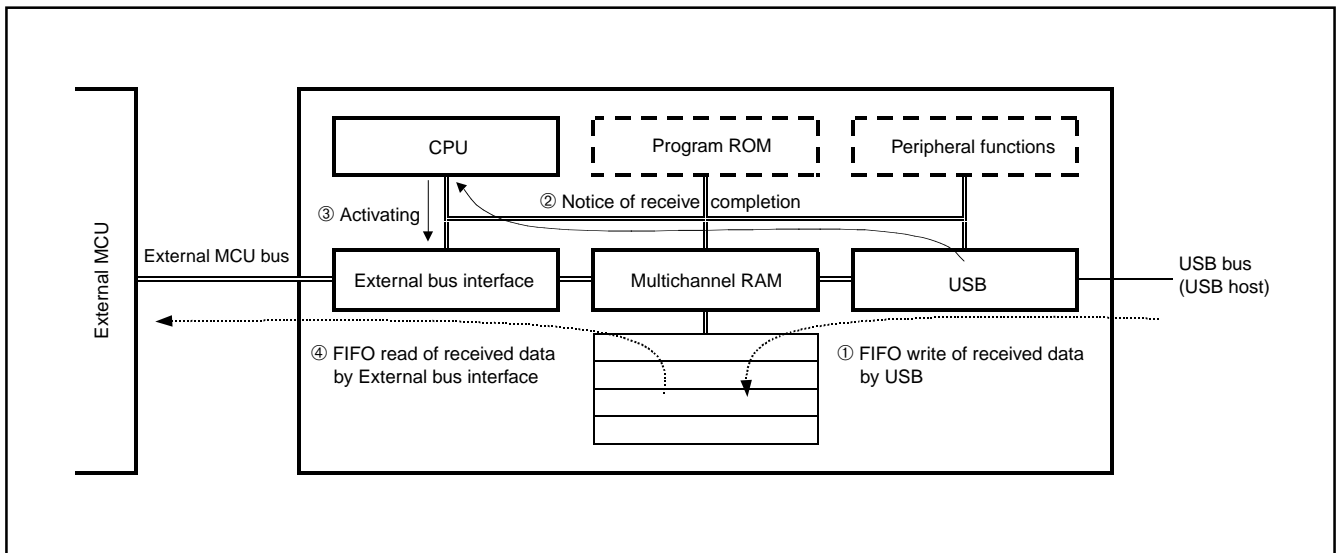 CPU
Program ROM
Peripheral functions
③ Activating
② Notice of receive completion
External MCU
External MCU bus
External bus interface
Multichannel RAM
USB
USB bus
(USB host)
④ FIFO read of received data
by External bus interface
① FIFO write of received data
by USB